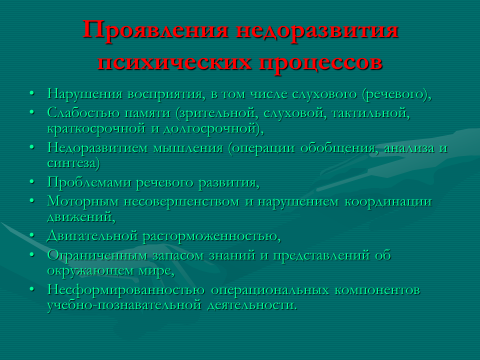 Проявления недоразвития
психических процессов
• Нарушения восприятия, в том числе слухового (речевого),
• Слабостью памяти (зрительной, слуховой, тактильной,
краткосрочной и долгосрочной),
• Недоразвитием мышления (операции обобщения, анализа и
синтеза)
• Проблемами речевого развития,
• Моторным несовершенством и нарушением координации
движений,
• Двигательной расторможенностью,
• Ограниченным запасом знаний и представлений об
окружающем мире,
• Несформированностью операциональных компонентов
учебно-познавательной деятельности.